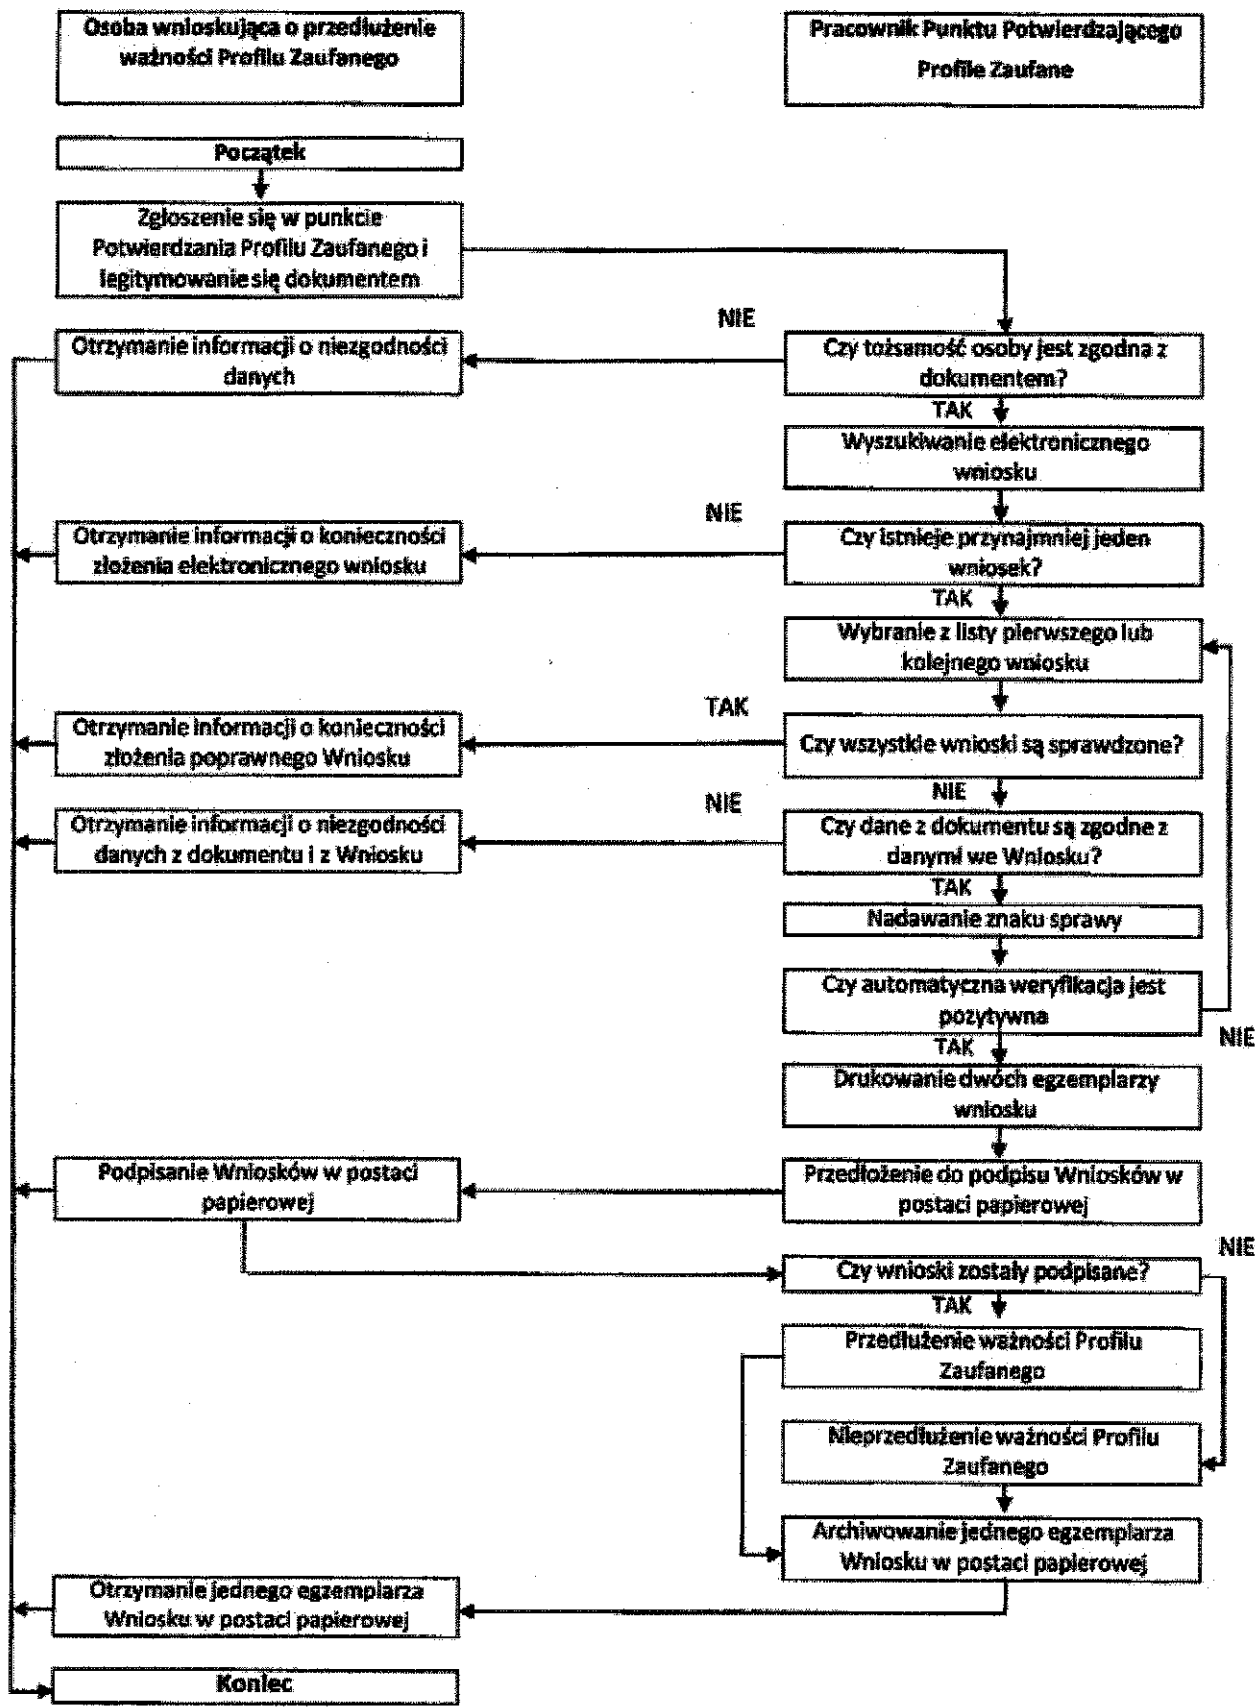 Osoba wnioskująca o przedłużenie
ważności Profilu Zaufanego
Pracownik Punktu Potwierdzającego
Profile Zaufane
Początek
Zgłoszenie się w punkcie
Potwierdzania Profilu Zaufanego i
legitymowanie się dokumentem
NIE
Otrzymanie informacji o niezgodności
danych
Czy tożsamość osoby jest zgodna z
dokumentem?
TAK
Wyszukiwanie elektronicznego
wniosku
NIE
Otrzymanie informacji o konieczności
złożenia elektronicznego wniosku
Czy istnieje przynajmniej jeden
wniosek?
TAK
Wybranie z listy pierwszego lub
kolejnego wniosku
TAK
Otrzymanie informacji o konieczności
złożenia poprawnego Wniosku
Czy wszystkie wnioski są sprawdzone?
NIE
NIE
Otrzymanie informacji o niezgodności
danych z dokumentu i z Wniosku
Czy dane z dokumentu są zgodne z
danymi we Wniosku?
TAK
Nadawanie znaku sprawy
Czy automatyczna weryfikacja jest
pozytywna
NIE
TAK
Drukowanie dwóch egzemplarzy
wniosku
Podpisanie Wniosków w postaci
papierowej
Przedłożenie do podpisu Wniosków w
postaci papierowej
NIE
Czy wnioski zostały podpisane?
TAK
Przedłużenie ważności Profilu
Zaufanego
Nieprzedłużenie ważności Profilu
Zaufanego
Archiwowanie jednego egzemplarza
Wniosku w postaci papierowej
Otrzymanie jednego egzemplarza
Wniosku w postaci papierowej
Koniec